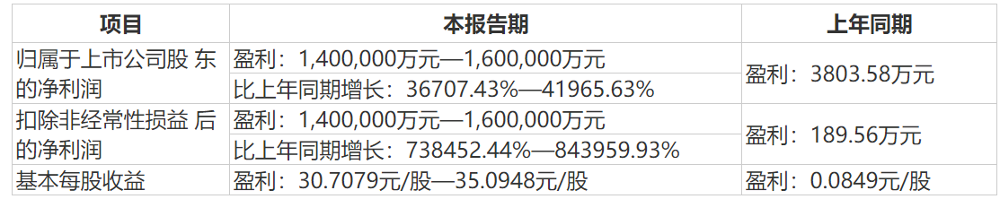 项目 本报告期 上年同期
归属于上市公司股 东 盈利：1,400,000万元—1,600,000万元
的净利润 比上年同期增长：36707.43%—41965.63% 盈利：3803.58万元
扣除非经常性损益 后 盈利：1,400,000万元—1,600,000万元
的净利润 比上年同期增长：738452.44%—843959.93% 盈利：189.56万元
基本每股收益 盈利：30.7079元/股—35.0948元/股 盈利：0.0849元/股